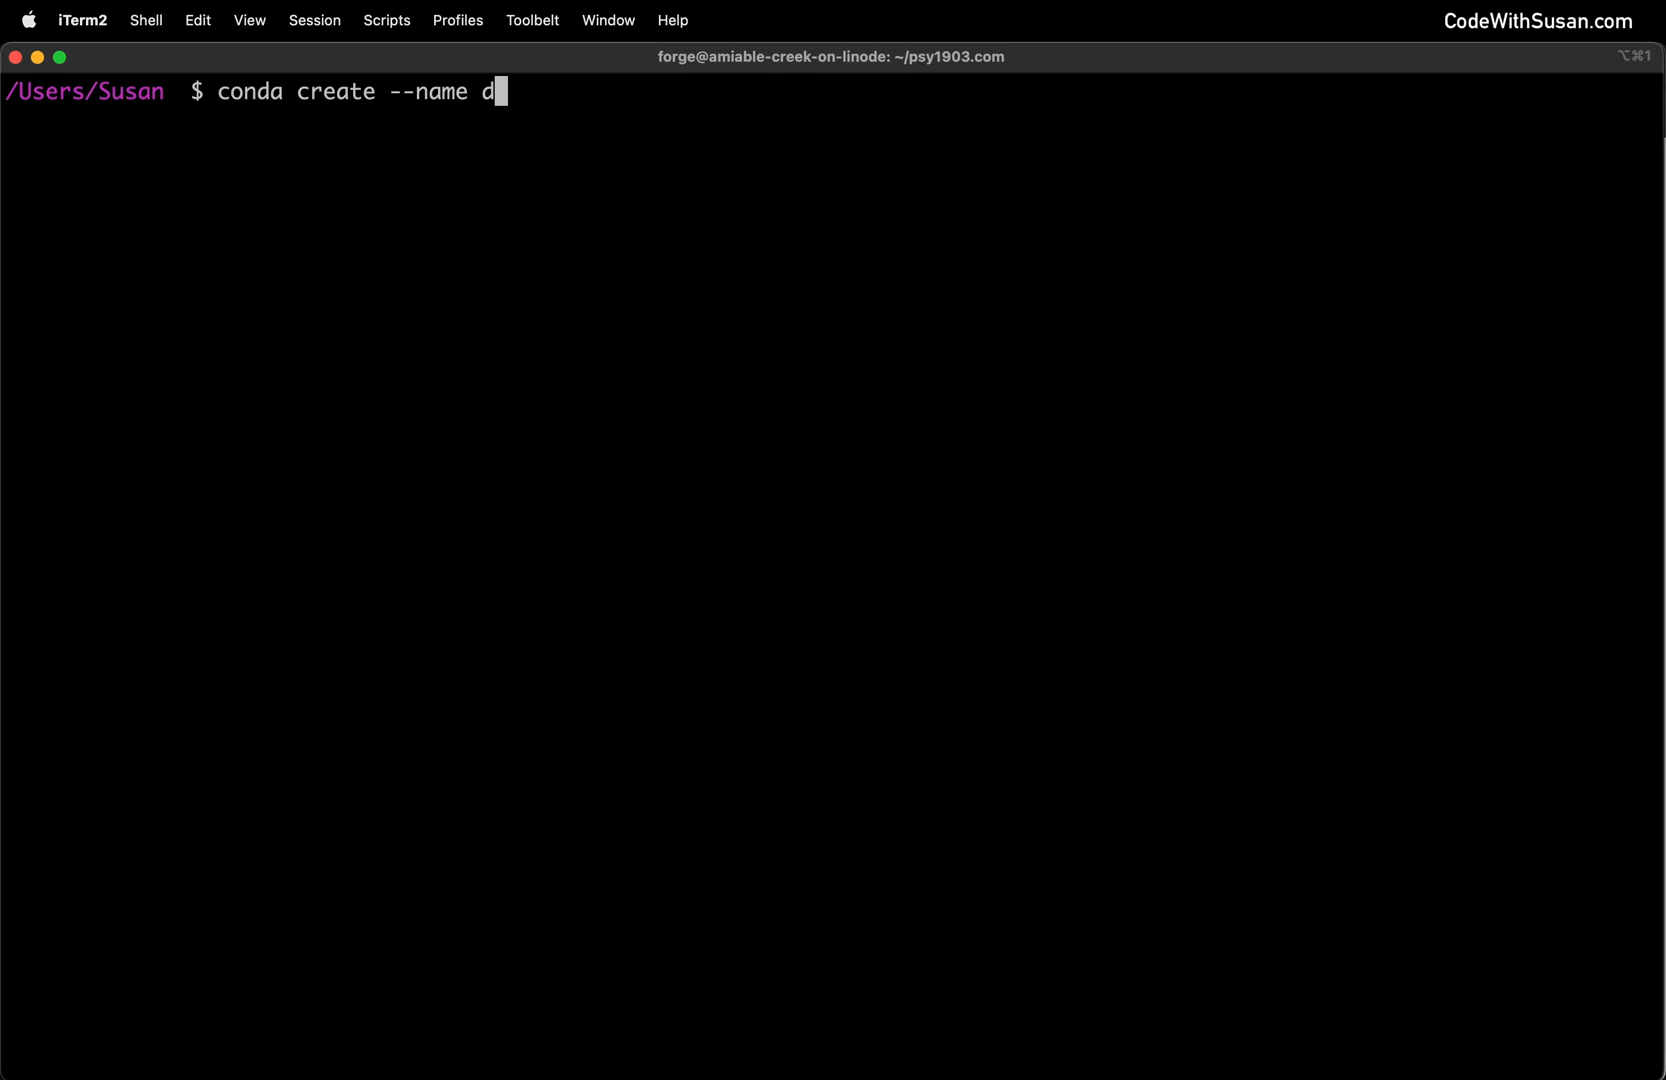 iTerm2 Shell Edit View Session Scripts Profiles Toolbelt Window Help CodeWithSusan.com
forge@amiable-creek-on-linode: ~/psy1903.com ⌥⌘1
/Users/Susan $ conda create --name d